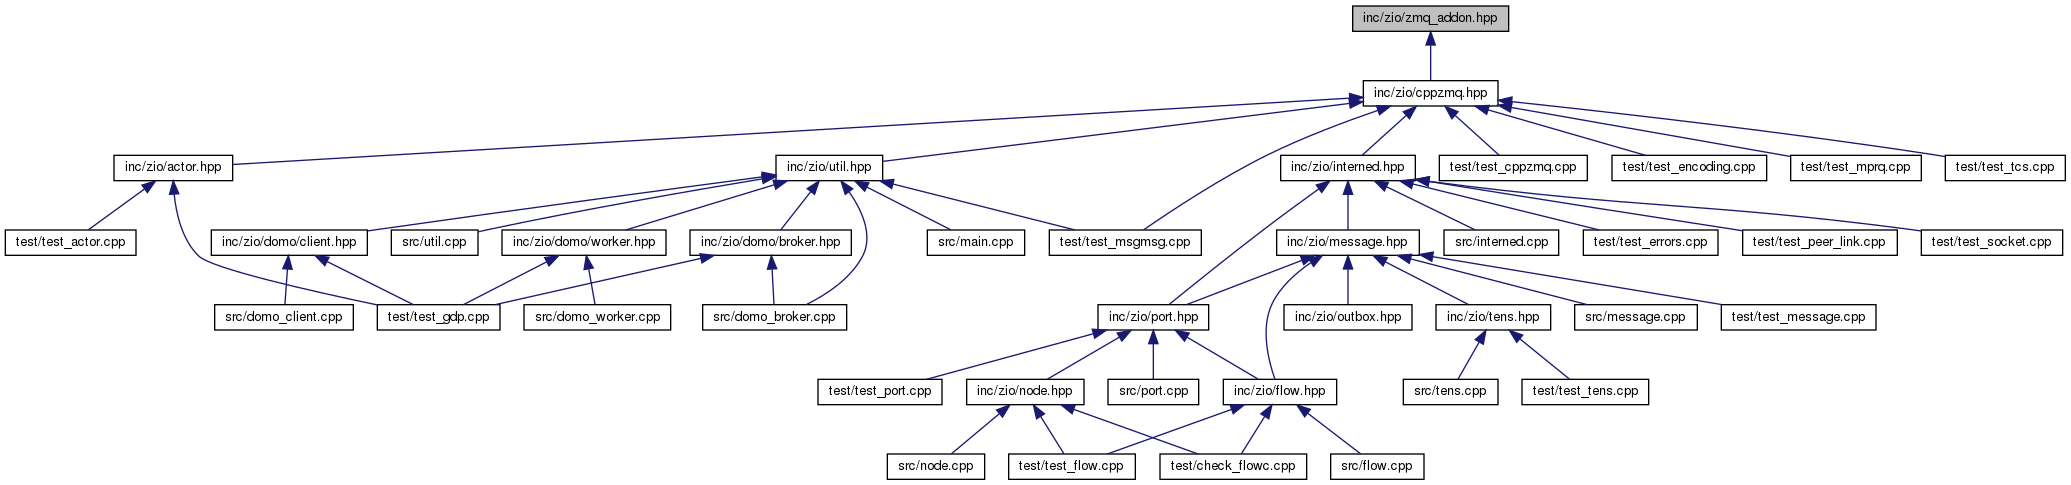 inc/zio/zmq_addon.hpp
inc/zio/cppzmq.hpp
inc/zio/actor.hpp
inc/zio/util.hpp
inc/zio/interned.hpp
test/test_cppzmq.cpp
test/test_encoding.cpp
test/test_mprq.cpp
test/test_tcs.cpp
test/test_actor.cpp
inc/zio/domo/client.hpp
src/util.cpp
inc/zio/domo/worker.hpp
inc/zio/domo/broker.hpp
src/main.cpp
test/test_msgmsg.cpp
inc/zio/message.hpp
src/interned.cpp
test/test_errors.cpp
test/test_peer_link.cpp
test/test_socket.cpp
src/domo_client.cpp
test/test_gdp.cpp
src/domo_worker.cpp
src/domo_broker.cpp
inc/zio/port.hpp
inc/zio/outbox.hpp
inc/zio/tens.hpp
src/message.cpp
test/test_message.cpp
test/test_port.cpp
inc/zio/node.hpp
src/port.cpp
inc/zio/flow.hpp
src/tens.cpp
test/test_tens.cpp
src/node.cpp
test/test_flow.cpp
test/check_flowc.cpp
src/flow.cpp